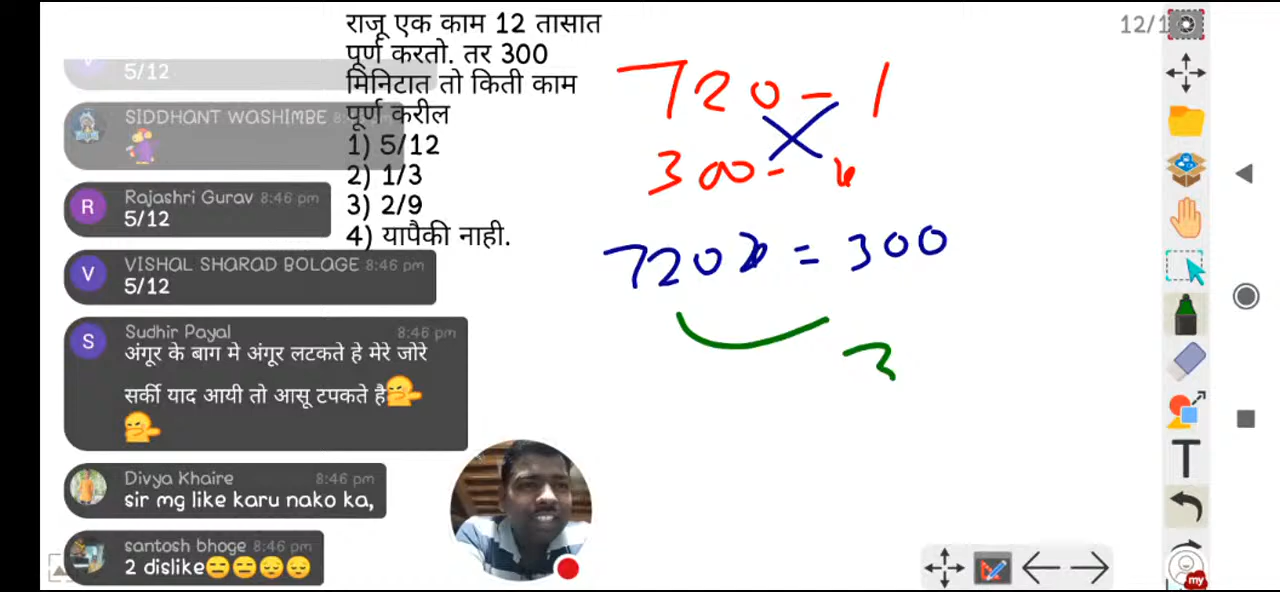 राजू एक काम 12 तासात
पूर्ण करतो. तर 300
मिनिटात तो किती काम
पूर्ण करील
1) 5/12
2) 1/3
3) 2/9
4) यापैकी नाही.
12/1
5/12
SIDDHANT WASHIMBE
Rajashri Gurav 8:46 pm
5/12
VISHAL SHARAD BOLAGE 8:46 pm
5/12
Sudhir Payal 8:46 pm
अंगूर के बाग मे अंगूर लटकते हे मेरे जोरे
सर्की याद आयी तो आसू टपकते है
Divya Khaire 8:46 pm
sir mg like karu nako ka,
santosh bhoge 8:46 pm
2 dislike
720 - 1
300 -
720x = 300
T
my